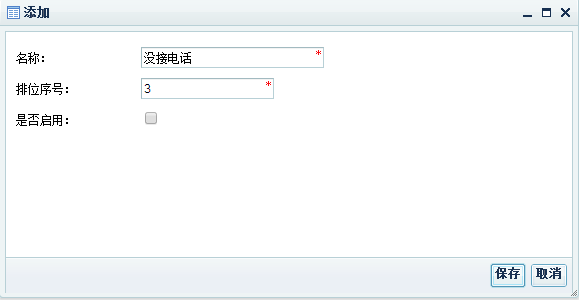 添加
名称： 没接电话 *
排位序号： 3 *
是否启用：
保存 取消